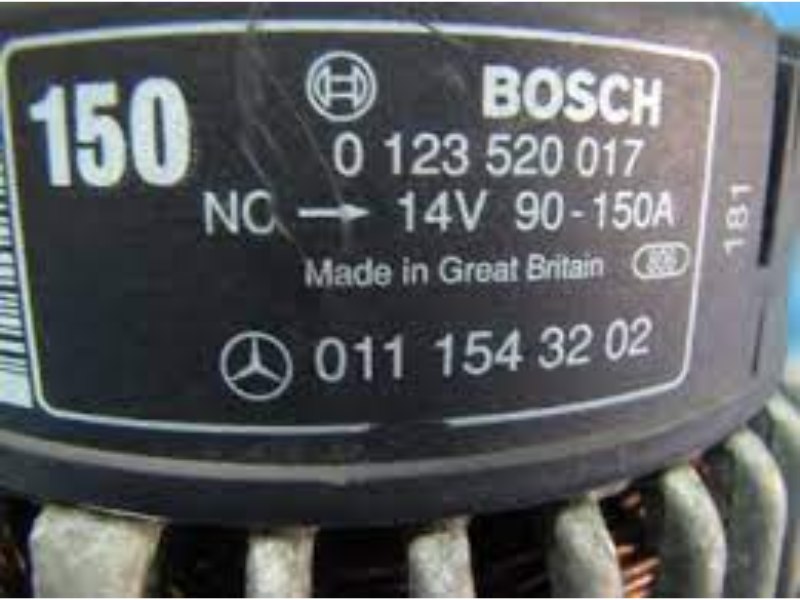 150
BOSCH
0 123 520 017
NC → 14V 90-150A
Made in Great Britain
011 154 32 02
181